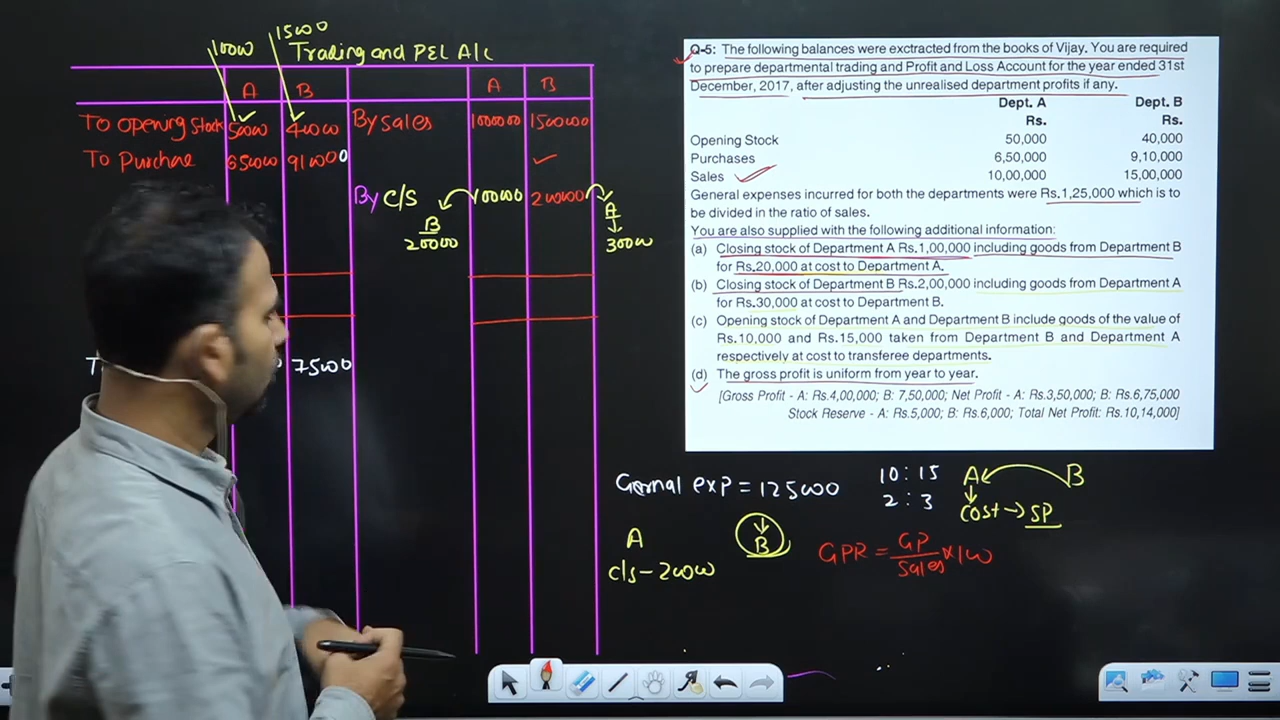 10000
15000
Trading and P&L A/c
A B A B
To Opening Stock 50000 40000 By sales 1000000 1500000
To Purchase 650000 910000
By C/S 100000 200000
B
20000
A
30000
75000
Q-5: The following balances were exctracted from the books of Vijay. You are required
to prepare departmental trading and Profit and Loss Account for the year ended 31st
December, 2017, after adjusting the unrealised department profits if any.
Dept. A Dept. B
Rs. Rs.
Opening Stock 50,000 40,000
Purchases 6,50,000 9,10,000
Sales 10,00,000 15,00,000
General expenses incurred for both the departments were Rs.1,25,000 which is to
be divided in the ratio of sales.
You are also supplied with the following additional information:
(a) Closing stock of Department A Rs.1,00,000 including goods from Department B
for Rs.20,000 at cost to Department A.
(b) Closing stock of Department B Rs.2,00,000 including goods from Department A
for Rs.30,000 at cost to Department B.
(c) Opening stock of Department A and Department B include goods of the value of
Rs.10,000 and Rs.15,000 taken from Department B and Department A
respectively at cost to transferee departments.
(d) The gross profit is uniform from year to year.
[Gross Profit - A: Rs.4,00,000; B: 7,50,000; Net Profit - A: Rs.3,50,000; B: Rs.6,75,000
Stock Reserve - A: Rs.5,000; B: Rs.6,000; Total Net Profit: Rs.10,14,000]
General exp = 125000
10 : 15
2 : 3
A B
Cost → SP
A
C/S - 20000
B
GPR = GP/Sales × 100